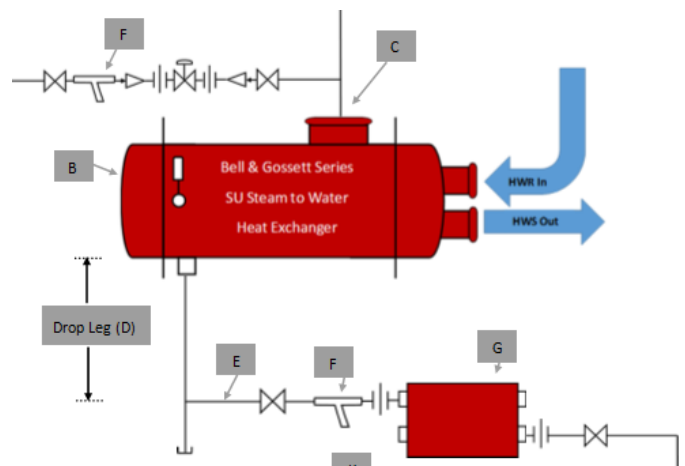 F
C
B
Bell & Gossett Series
SU Steam to Water
Heat Exchanger
HWR In
HWS Out
Drop Leg (D)
E
F
G